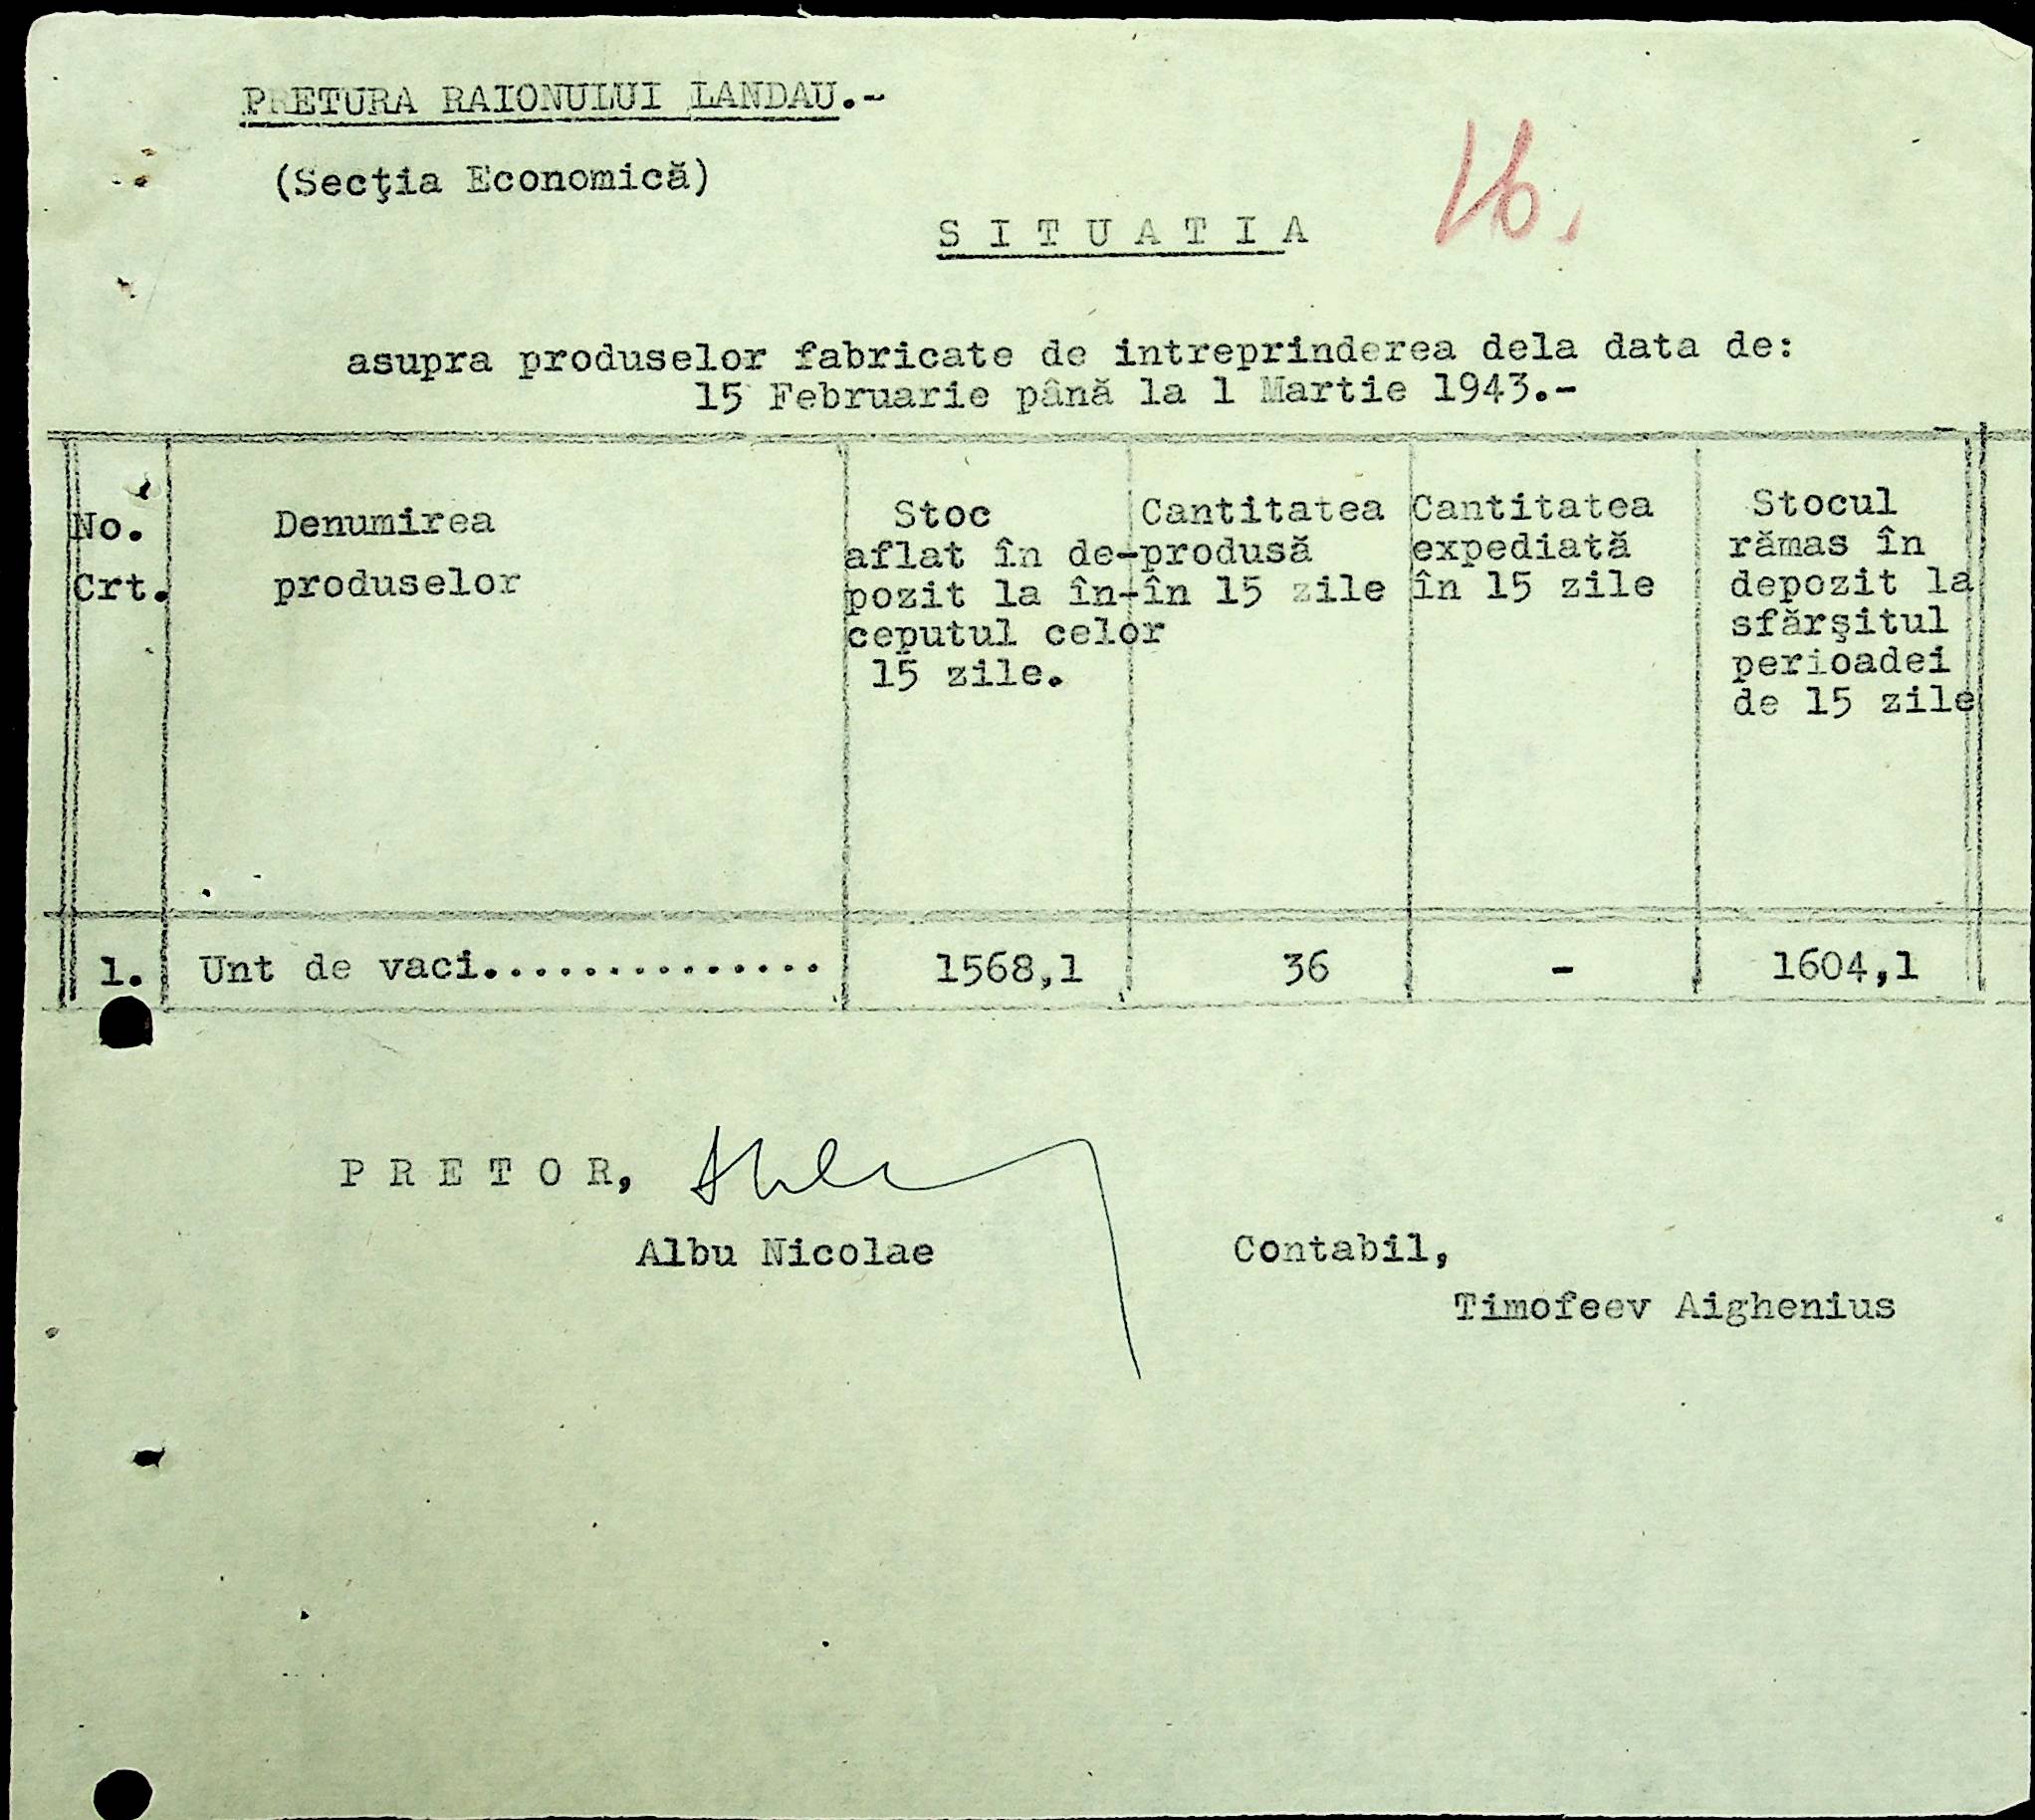 PRETURA RAIONULUI LANDAU.-
(Secţia Economică)
S I T U A T I A
16.
asupra produselor fabricate de intreprinderea dela data de:
15 Februarie până la 1 Martie 1943.-
No.
Crt.
Denumirea
produselor
Stoc
aflat în de-
pozit la în-
ceputul celor
15 zile.
Cantitatea
produsă
în 15 zile
Cantitatea
expediată
în 15 zile
Stocul
rămas în
depozit la
sfărşitul
perioadei
de 15 zile
1. Unt de vaci............... 1568,1 36 - 1604,1
P R E T O R,
Albu Nicolae
Contabil,
Timofeev Aighenius